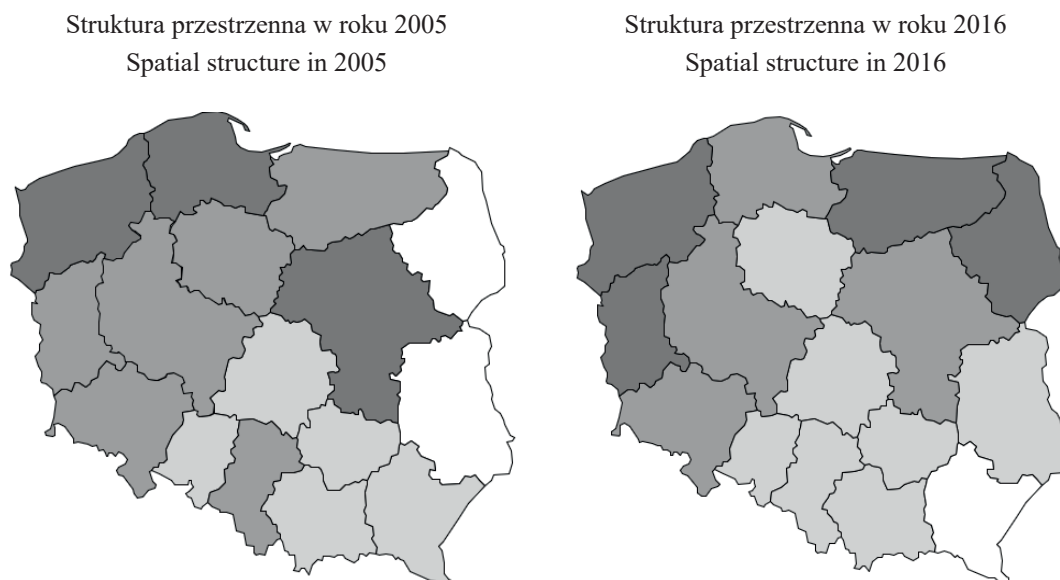 Struktura przestrzenna w roku 2005
Spatial structure in 2005
Struktura przestrzenna w roku 2016
Spatial structure in 2016